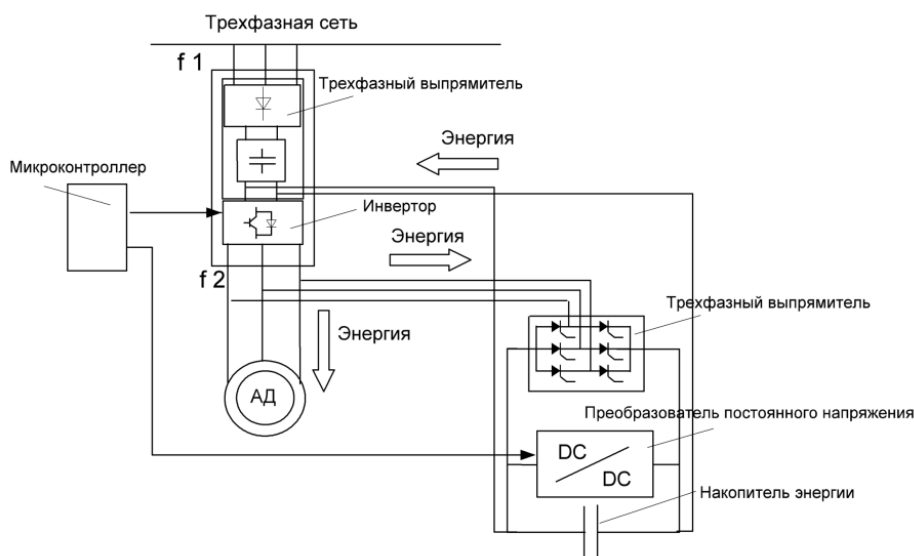 Трехфазная сеть
f 1
Трехфазный выпрямитель
Энергия
Микроконтроллер
Инвертор
Энергия
f 2
Трехфазный выпрямитель
Энергия
АД
Преобразователь постоянного напряжения
DC
DC
Накопитель энергии